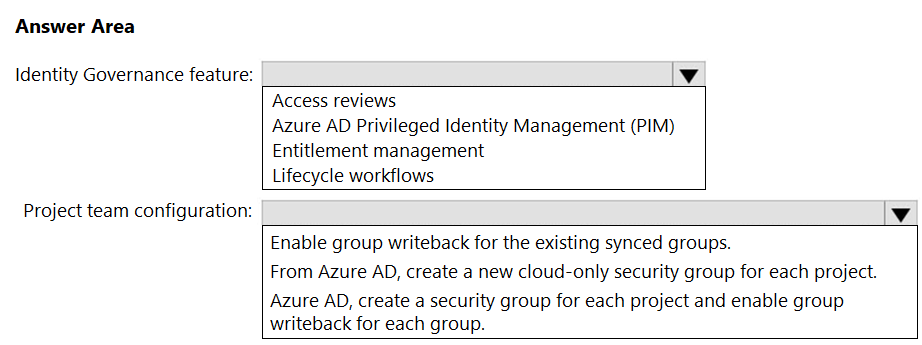 Answer Area
Identity Governance feature:
Access reviews
Azure AD Privileged Identity Management (PIM)
Entitlement management
Lifecycle workflows
Project team configuration:
Enable group writeback for the existing synced groups.
From Azure AD, create a new cloud-only security group for each project.
Azure AD, create a security group for each project and enable group
writeback for each group.